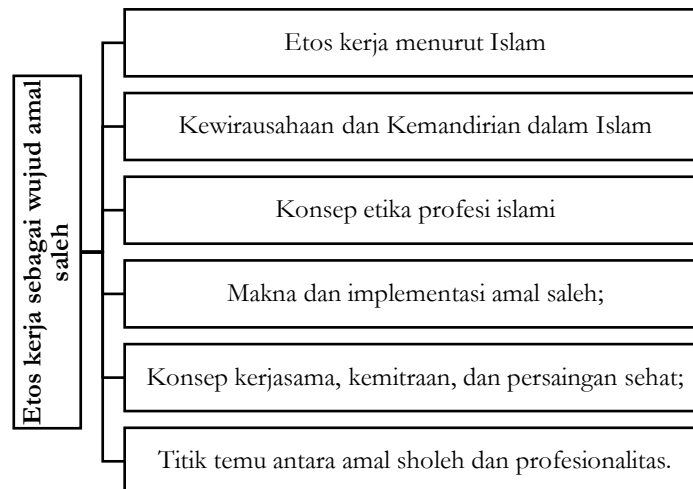 Etos kerja sebagai wujud amal
saleh
Etos kerja menurut Islam
Kewirausahaan dan Kemandirian dalam Islam
Konsep etika profesi islami
Makna dan implementasi amal saleh;
Konsep kerjasama, kemitraan, dan persaingan sehat;
Titik temu antara amal sholeh dan profesionalitas.